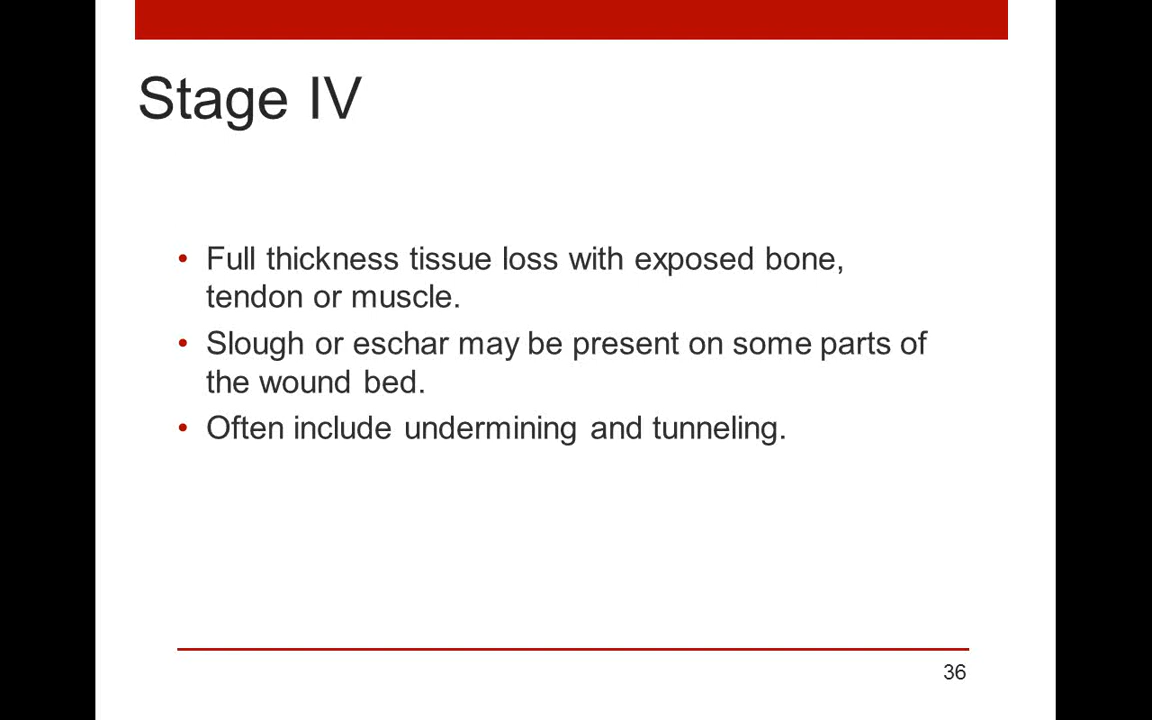 Stage IV
• Full thickness tissue loss with exposed bone,
tendon or muscle.
• Slough or eschar may be present on some parts of
the wound bed.
• Often include undermining and tunneling.
36